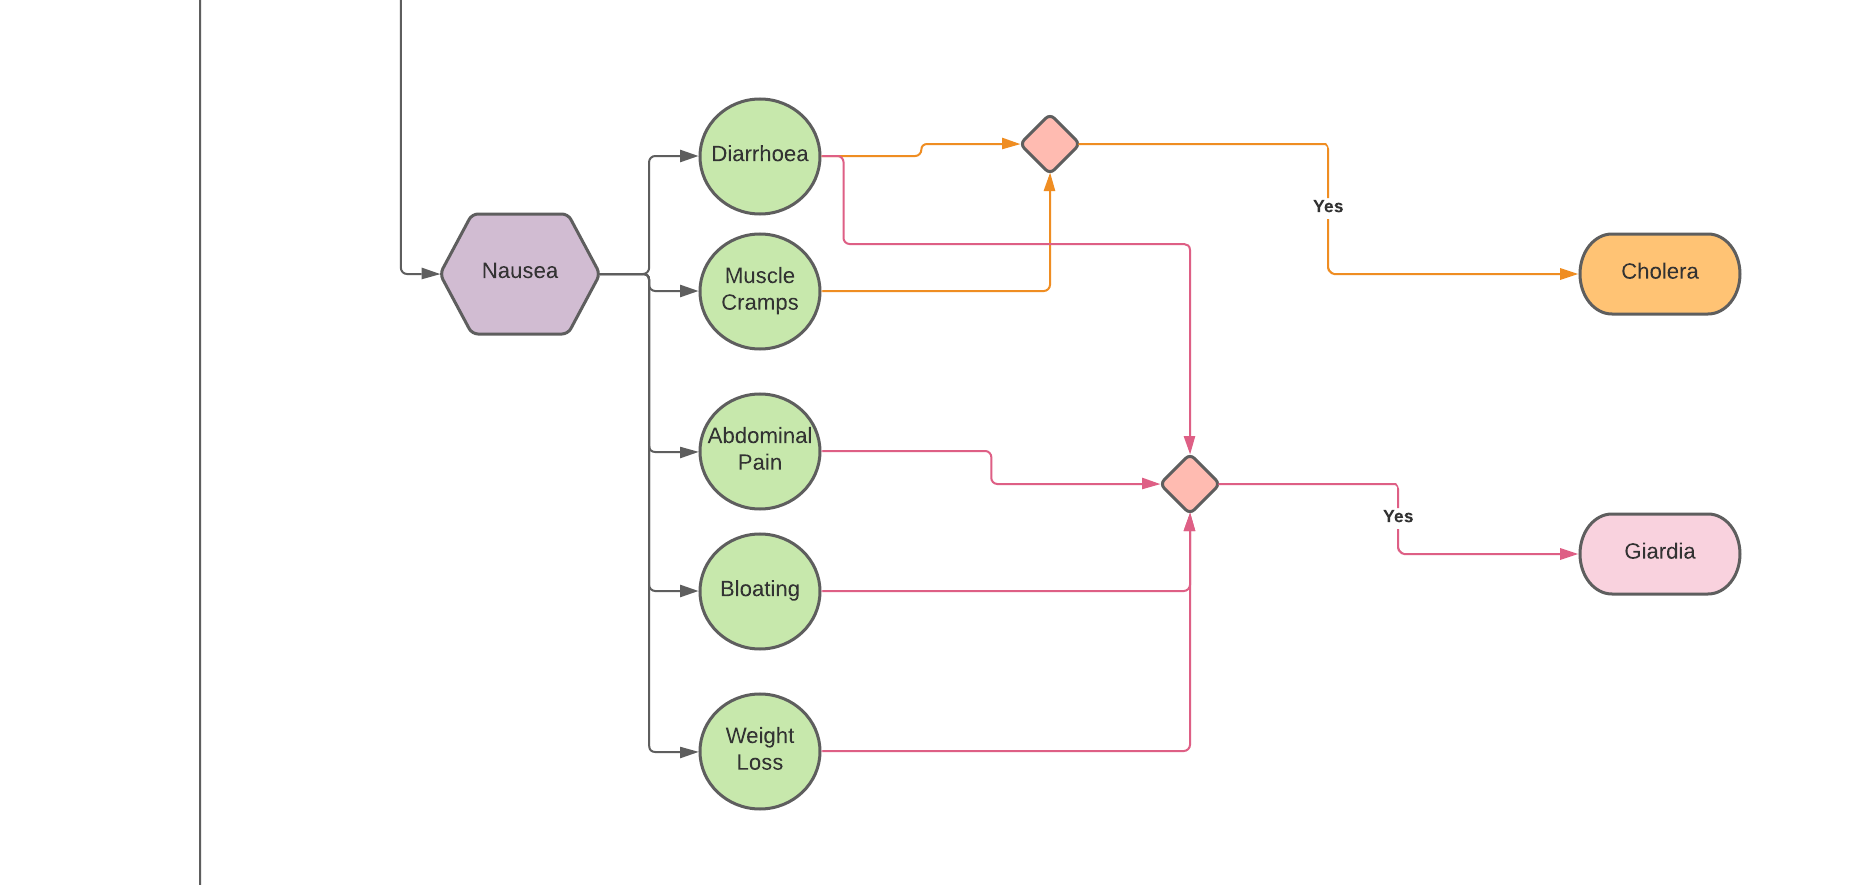 Diarrhoea
Yes
Nausea
Muscle
Cramps
Cholera
Abdominal
Pain
Yes
Giardia
Bloating
Weight
Loss